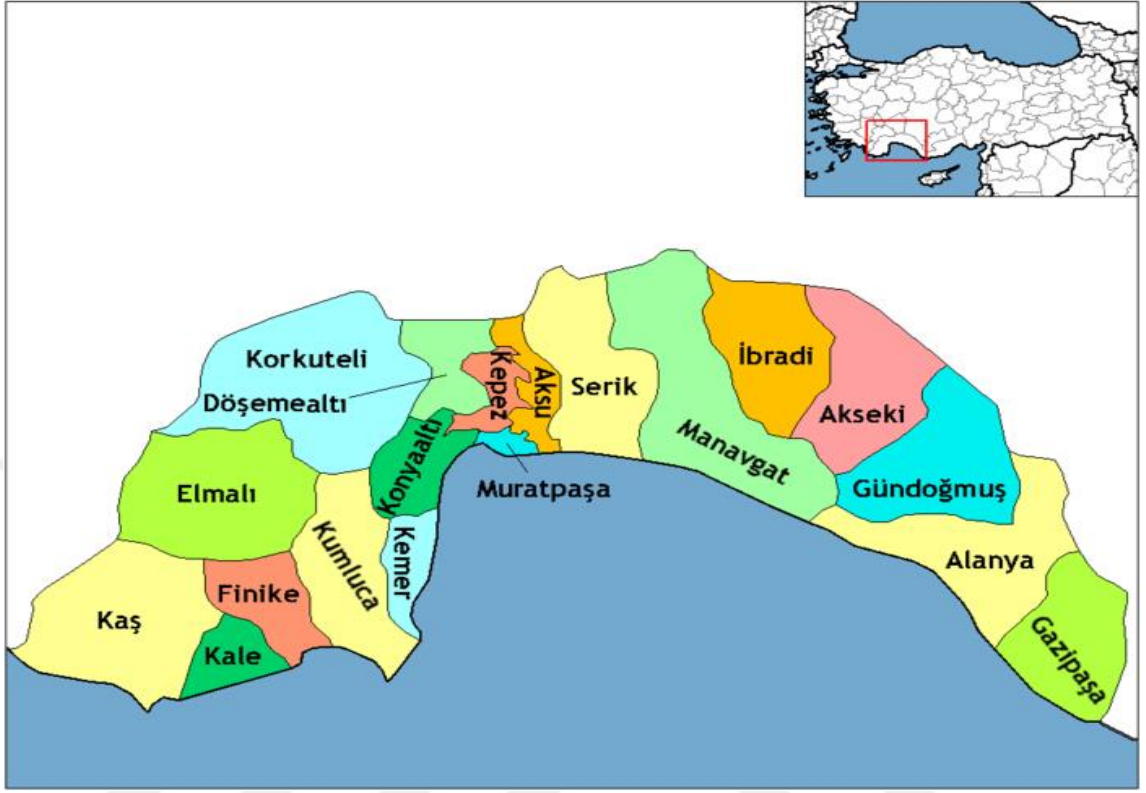 Korkuteli
Döşemealtı
Kepez
Aksu
Serik
İbradi
Akseki
Manavgat
Gündoğmuş
Elmalı
Konyaaltı
Muratpaşa
Kumluca
Kemer
Alanya
Kaş
Finike
Kale
Gazipaşa